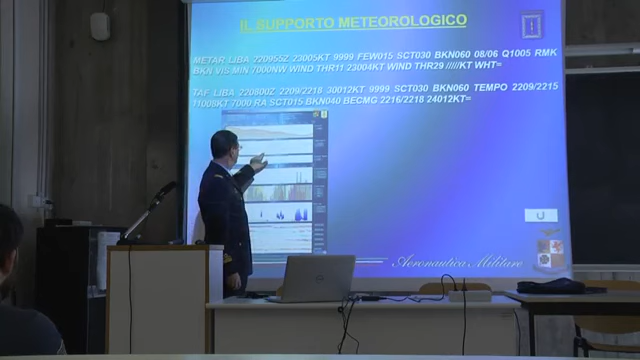 IL SUPPORTO METEOROLOGICO
METAR LIBA 220955Z 23005KT 9999 FEW015 SCT030 BKN060 08/06 Q1005 RMK
BKN VIS MIN 7000NW WIND THR11 23004KT WIND THR29 /////KT WHT=
TAF LIBA 220800Z 2209/2218 30012KT 9999 SCT030 BKN060 TEMPO 2209/2215
11008KT 7000 RA SCT015 BKN040 BECMG 2216/2218 24012KT=
Aeronautica Militare